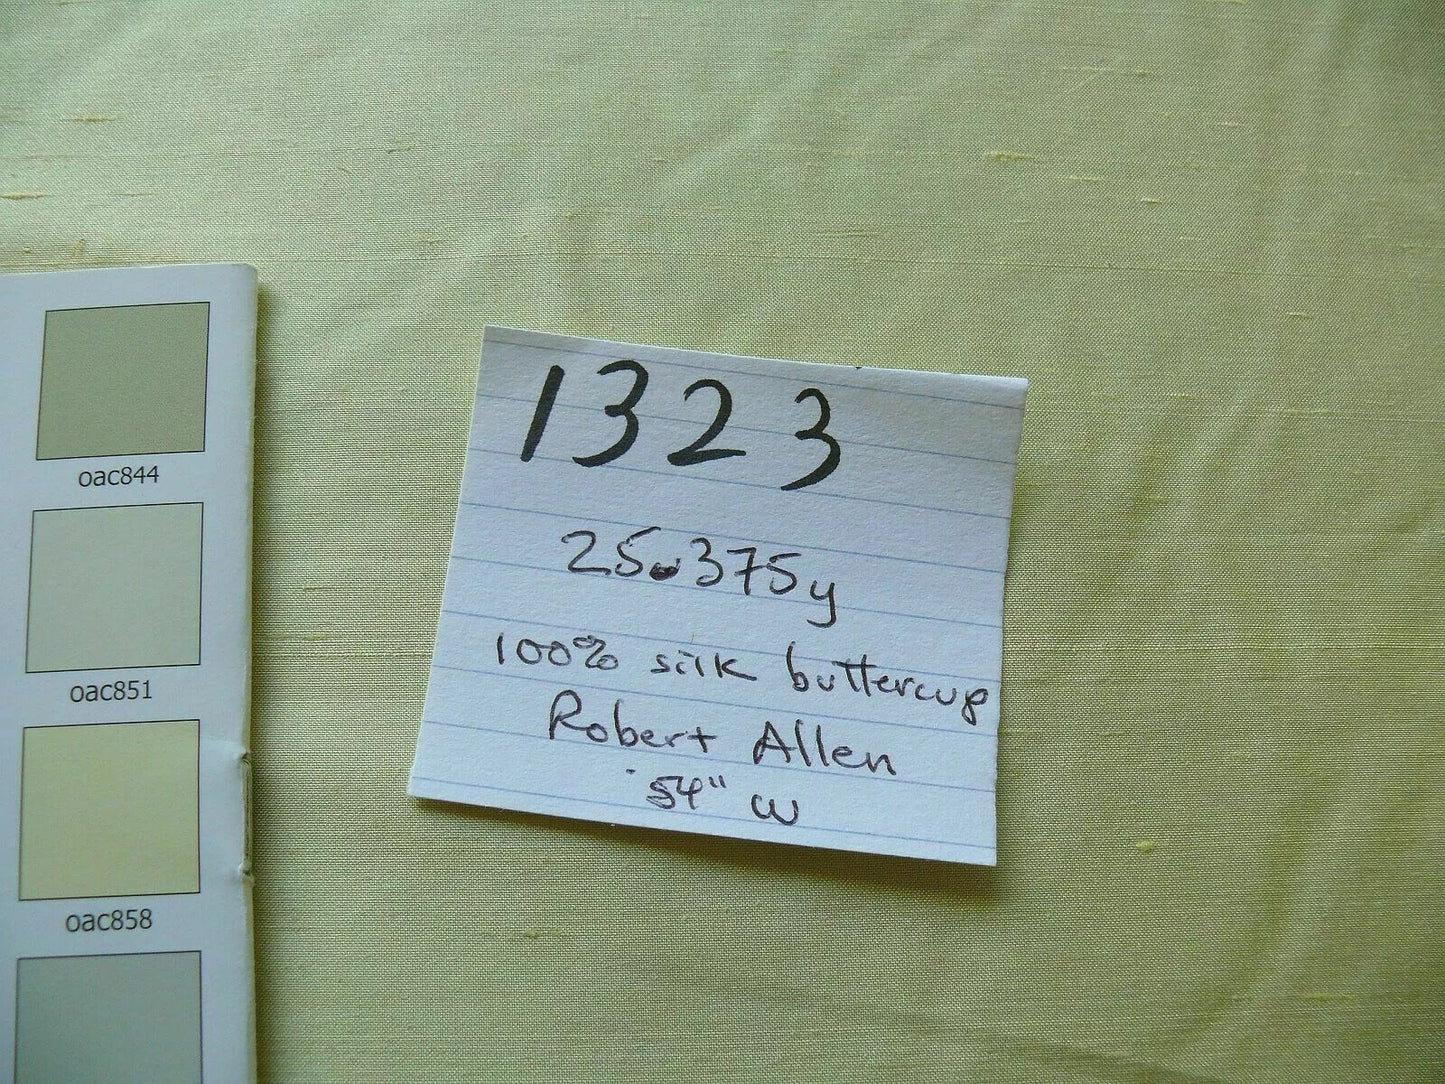 oac844
oac851
oac858
1323
25.375y
100% silk buttercup
Robert Allen
54" W